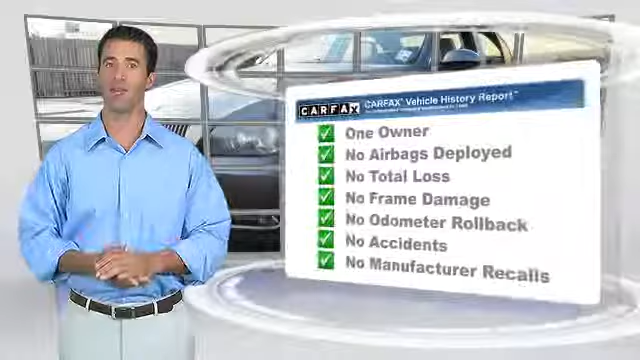 CARFAX CARFAX Vehicle History Report™
One Owner
No Airbags Deployed
No Total Loss
No Frame Damage
No Odometer Rollback
No Accidents
No Manufacturer Recalls